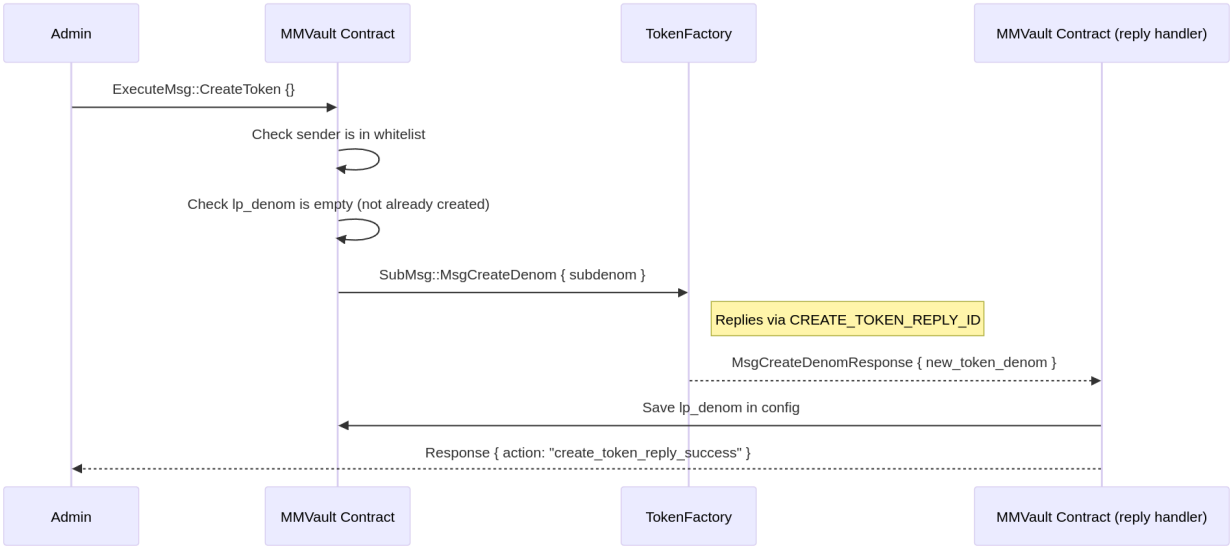 Admin
MMVault Contract
TokenFactory
MMVault Contract (reply handler)
ExecuteMsg::CreateToken {}
Check sender is in whitelist
Check lp_denom is empty (not already created)
SubMsg::MsgCreateDenom { subdenom }
Replies via CREATE_TOKEN_REPLY_ID
MsgCreateDenomResponse { new_token_denom }
Save lp_denom in config
Response { action: "create_token_reply_success" }
Admin
MMVault Contract
TokenFactory
MMVault Contract (reply handler)